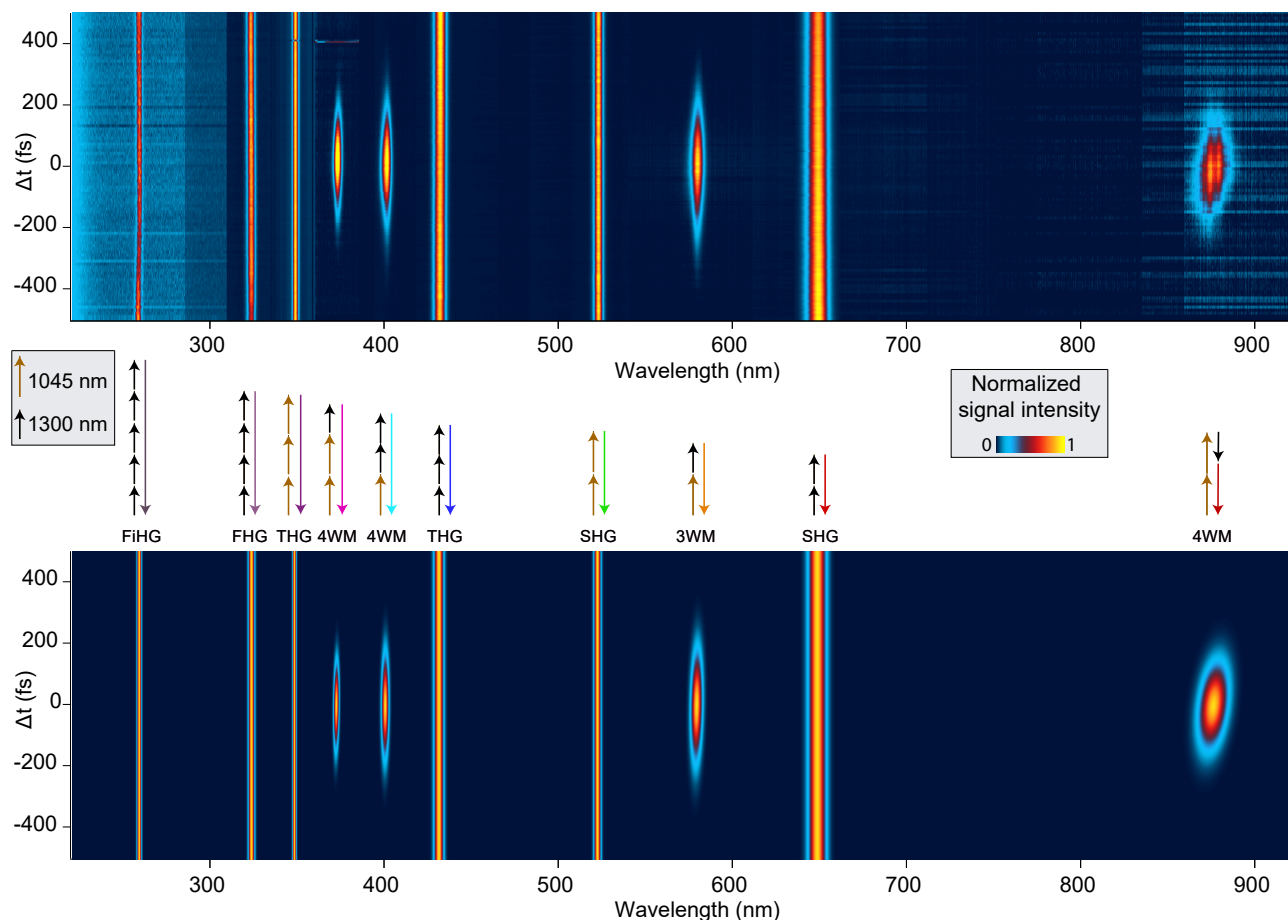 400
200
0
-200
-400
Δt (fs)
300 400 500 600 700 800 900
Wavelength (nm)
1045 nm
1300 nm
Normalized
signal intensity
0 1
FiHG FHG THG 4WM 4WM THG SHG 3WM SHG 4WM
400
200
0
-200
-400
Δt (fs)
300 400 500 600 700 800 900
Wavelength (nm)